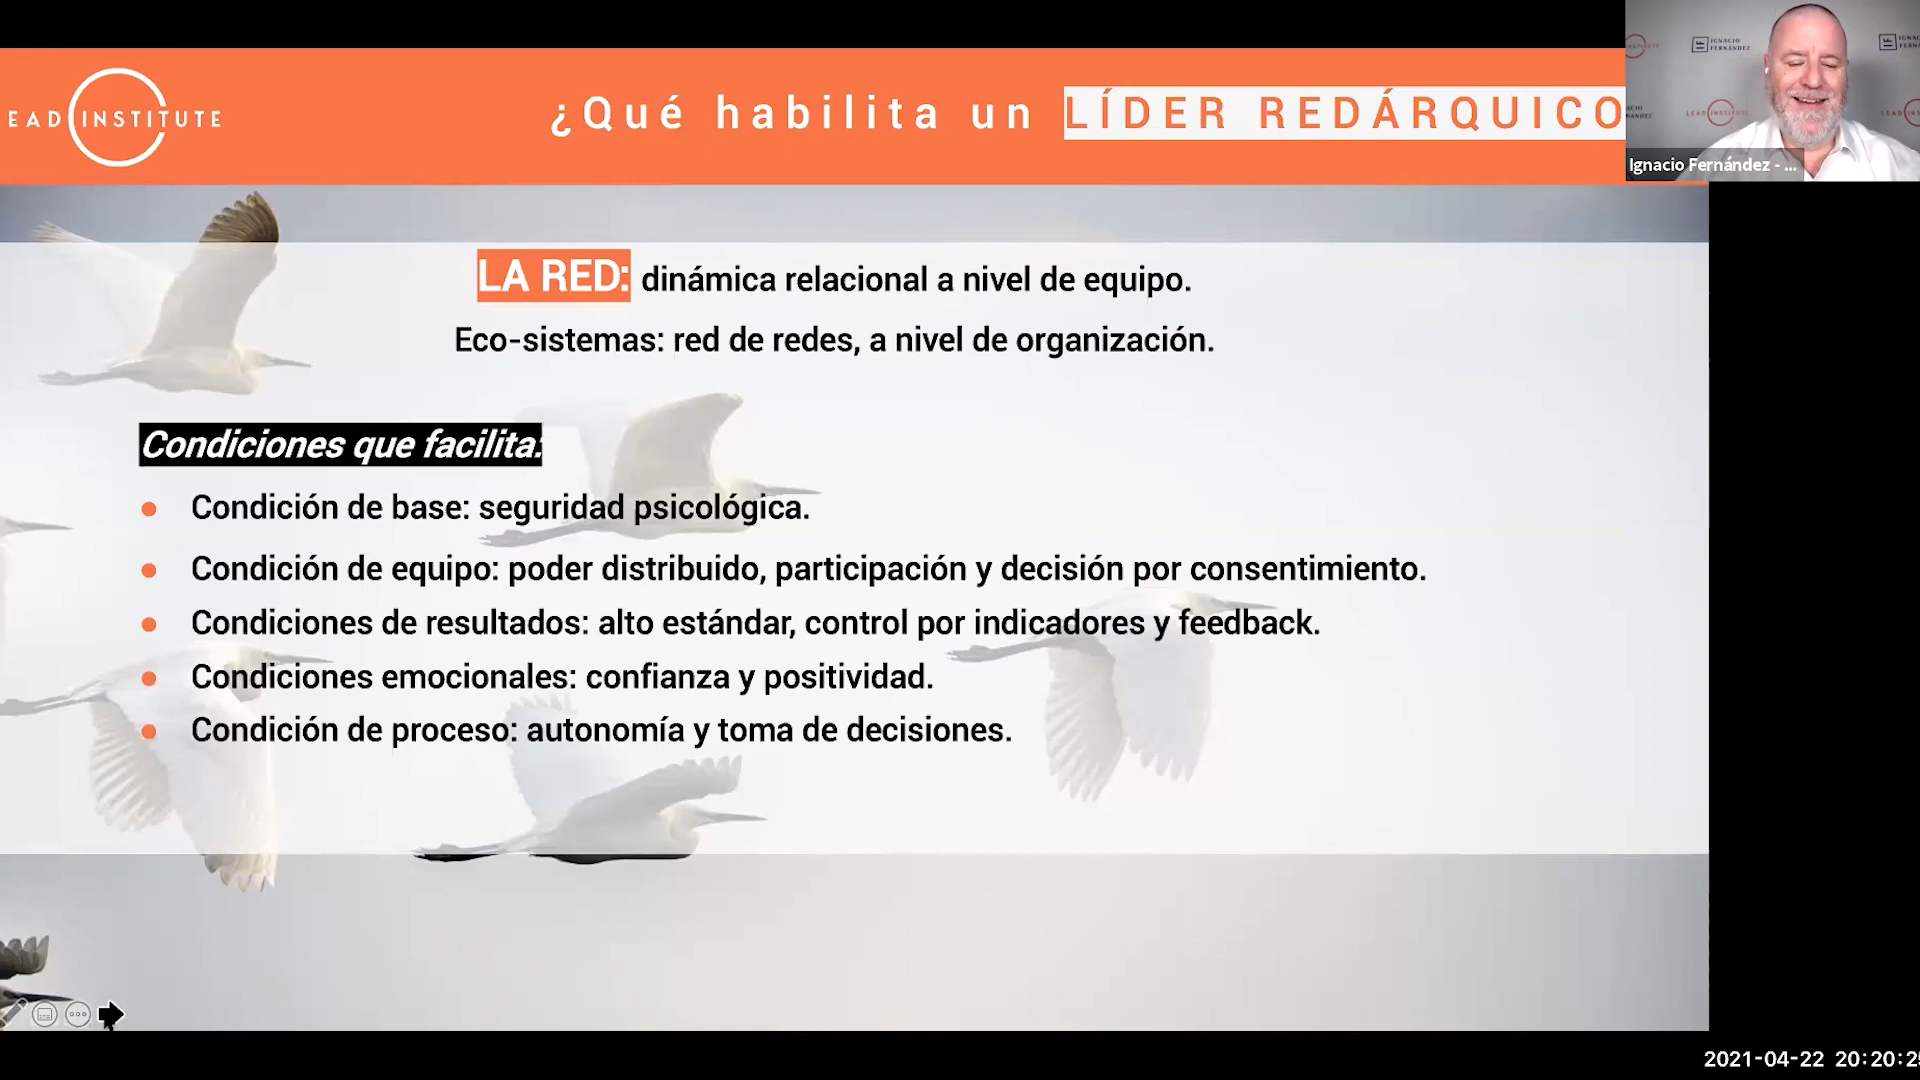 EAD INSTITUTE
¿Qué habilita un LÍDER REDÁRQUICO
IGNACIO
FERNÁNDEZ
Ignacio Fernández - ...
LA RED: dinámica relacional a nivel de equipo.
Eco-sistemas: red de redes, a nivel de organización.
Condiciones que facilita:
● Condición de base: seguridad psicológica.
● Condición de equipo: poder distribuido, participación y decisión por consentimiento.
● Condiciones de resultados: alto estándar, control por indicadores y feedback.
● Condiciones emocionales: confianza y positividad.
● Condición de proceso: autonomía y toma de decisiones.
2021-04-22 20:20:2